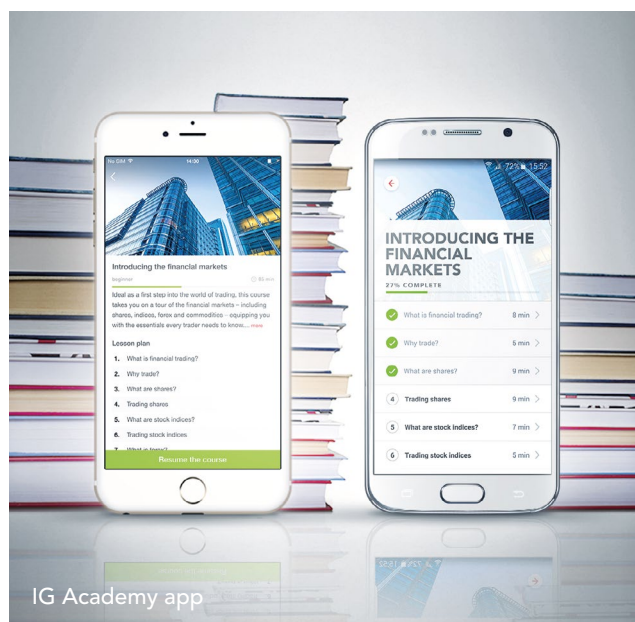 No SIM
14:00
Introducing the financial markets
beginner
85 min
Ideal as a first step into the world of trading, this course
takes you on a tour of the financial markets – including
shares, indices, forex and commodities – equipping you
with the essentials every trader needs to know.... more
Lesson plan
1. What is financial trading?
2. Why trade?
3. What are shares?
4. Trading shares
5. What are stock indices?
6. Trading stock indices
Resume the course
72% 15:52
INTRODUCING THE
FINANCIAL
MARKETS
27% COMPLETE
What is financial trading? 8 min
Why trade? 5 min
What are shares? 9 min
4 Trading shares 9 min
5 What are stock indices? 7 min
6 Trading stock indices 5 min
IG Academy app